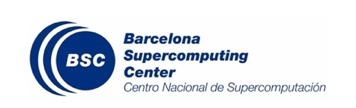 BSC
Barcelona
Supercomputing
Center
Centro Nacional de Supercomputación